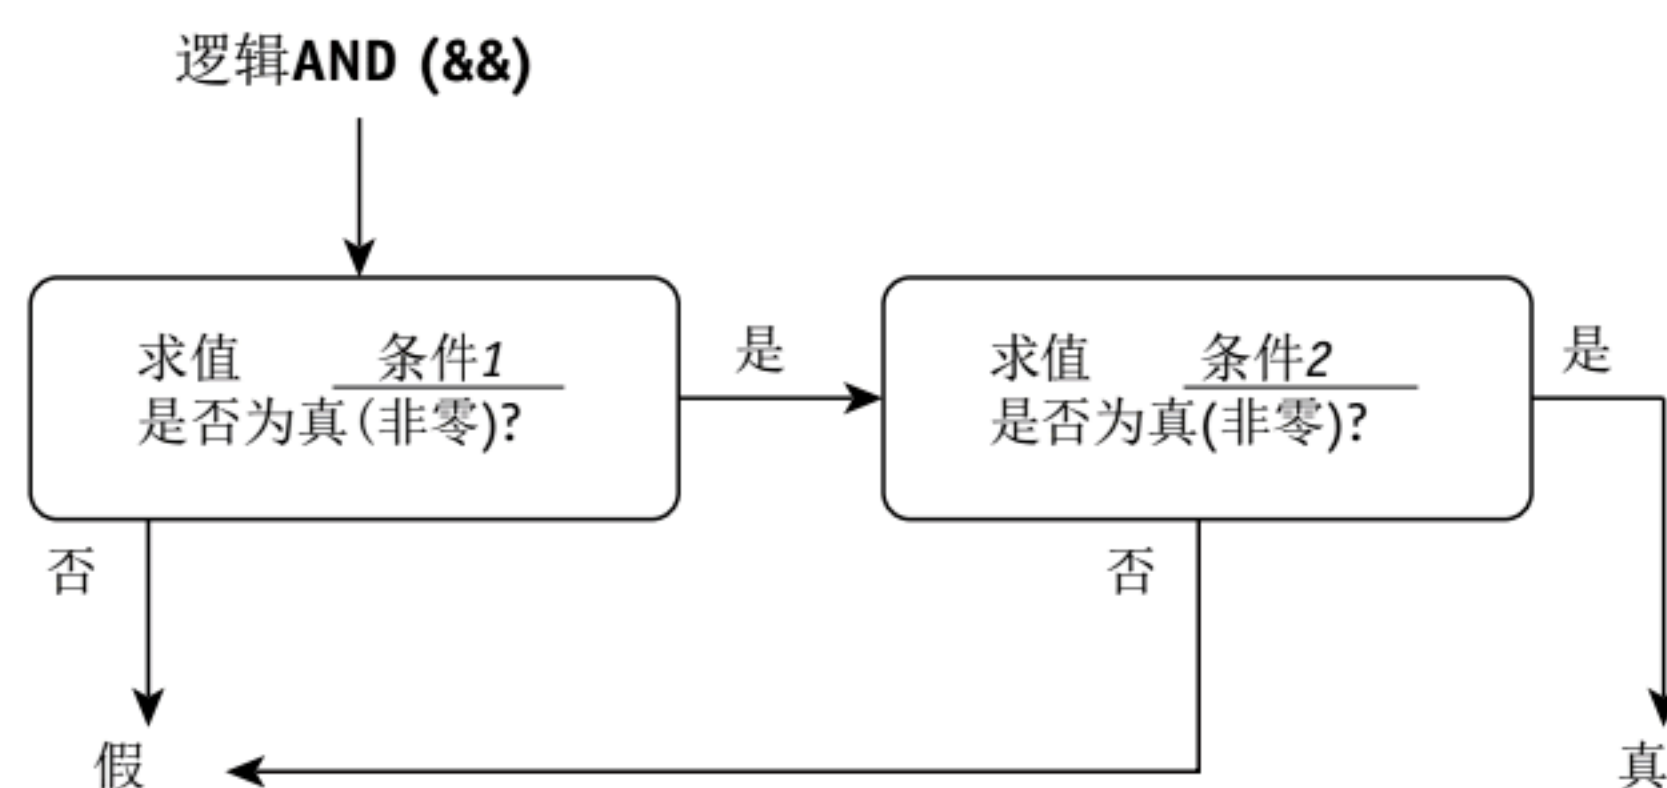 逻辑AND (&&)
求值 条件1
是否为真(非零)?
是
求值 条件2
是否为真(非零)?
是
否
否
假
真